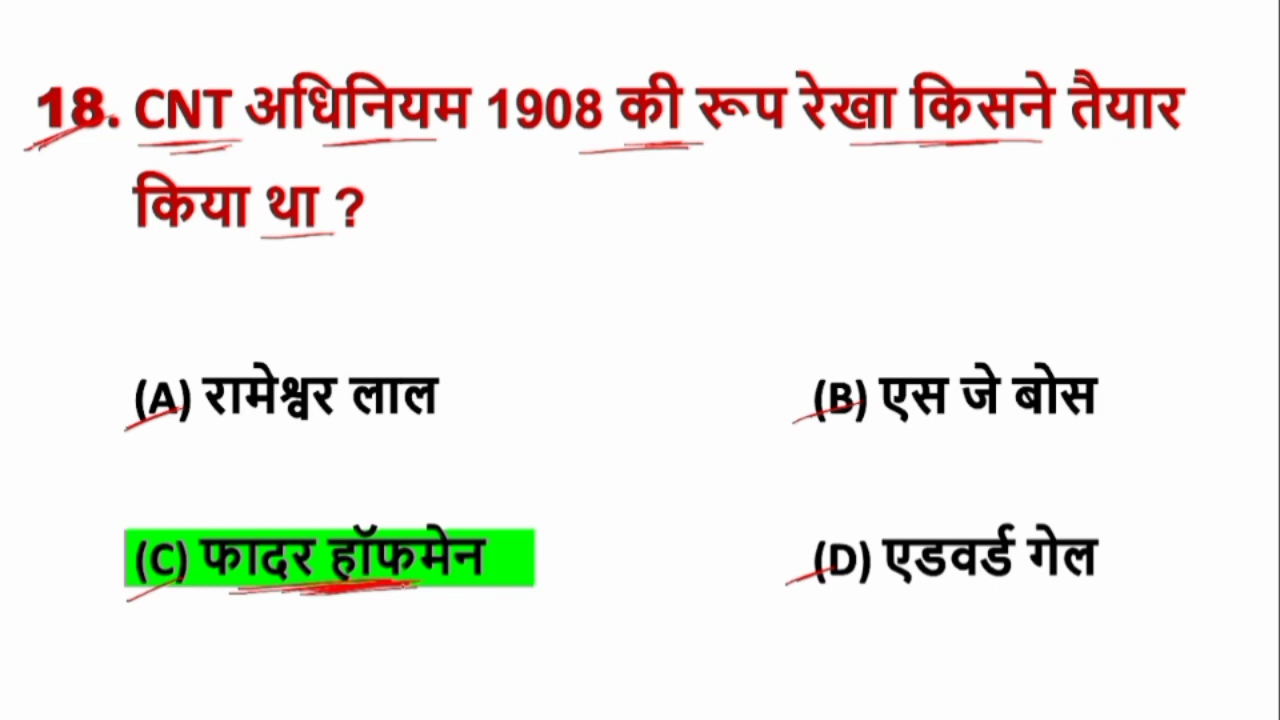 18. CNT अधिनियम 1908 की रूप रेखा किसने तैयार
किया था ?
(A) रामेश्वर लाल
(B) एस जे बोस
(C) फादर हॉफमेन
(D) एडवर्ड गेल